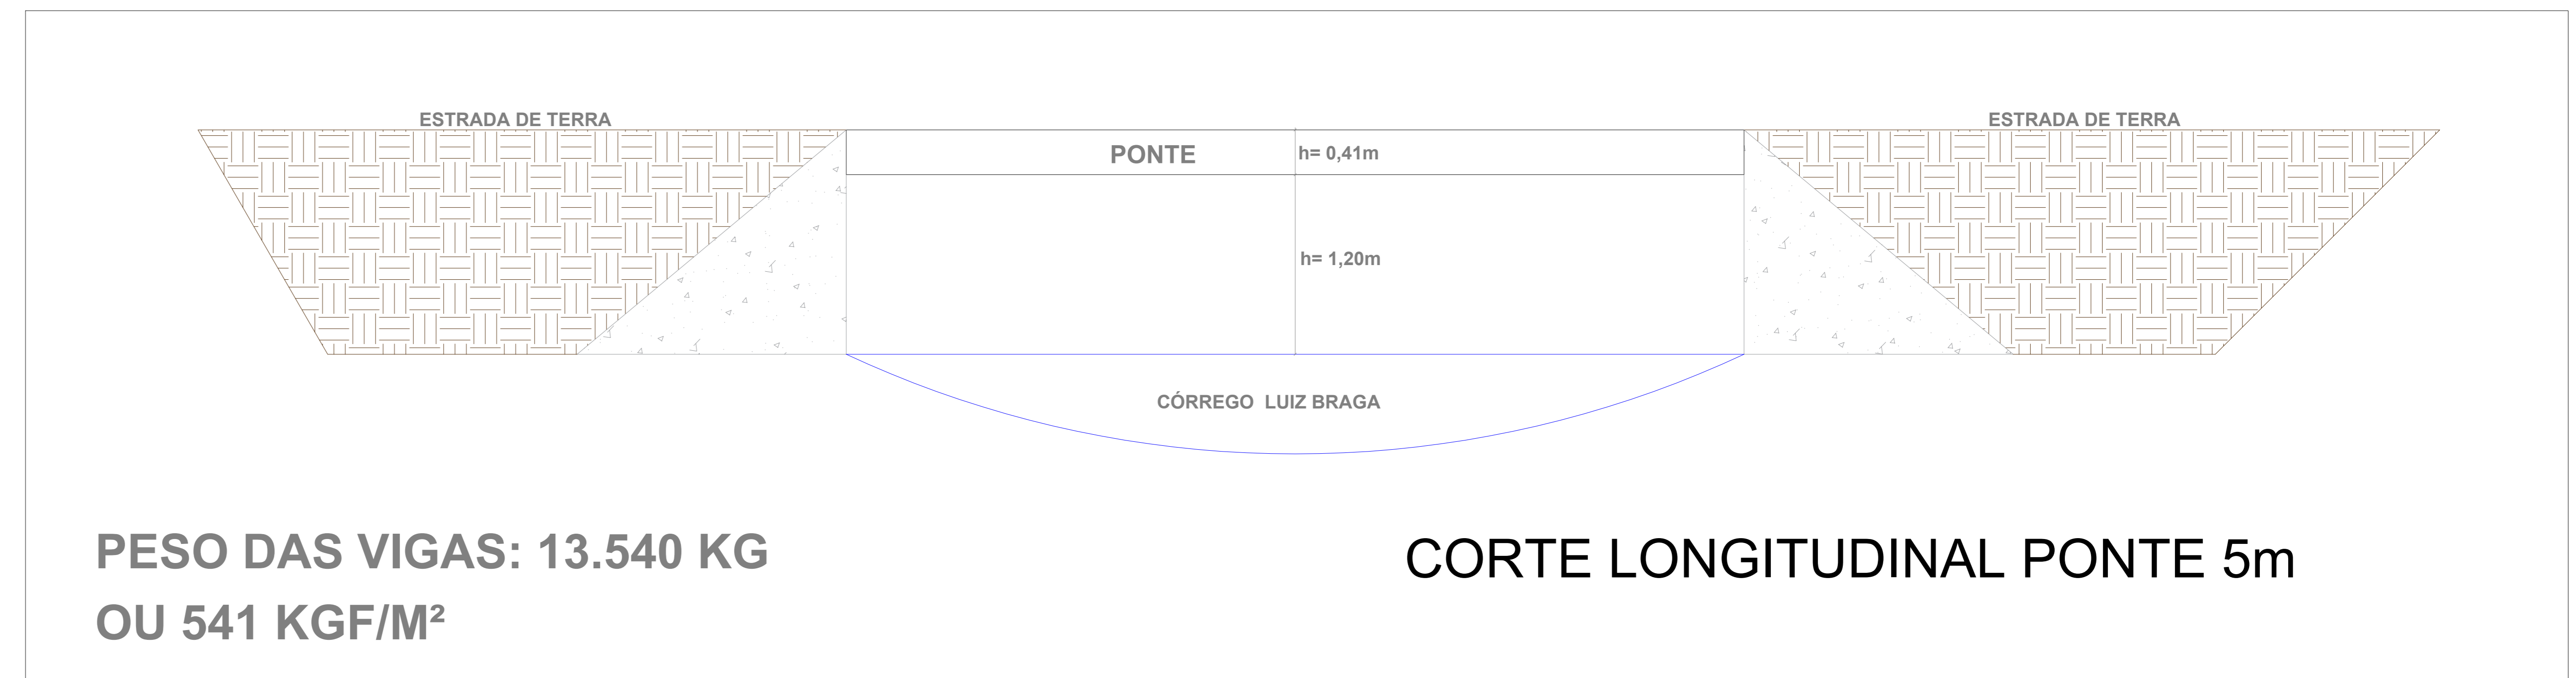 ESTRADA DE TERRA
ESTRADA DE TERRA
PONTE
h= 0,41m
h= 1,20m
CÓRREGO LUIZ BRAGA
PESO DAS VIGAS: 13.540 KG
OU 541 KGF/M²
CORTE LONGITUDINAL PONTE 5m